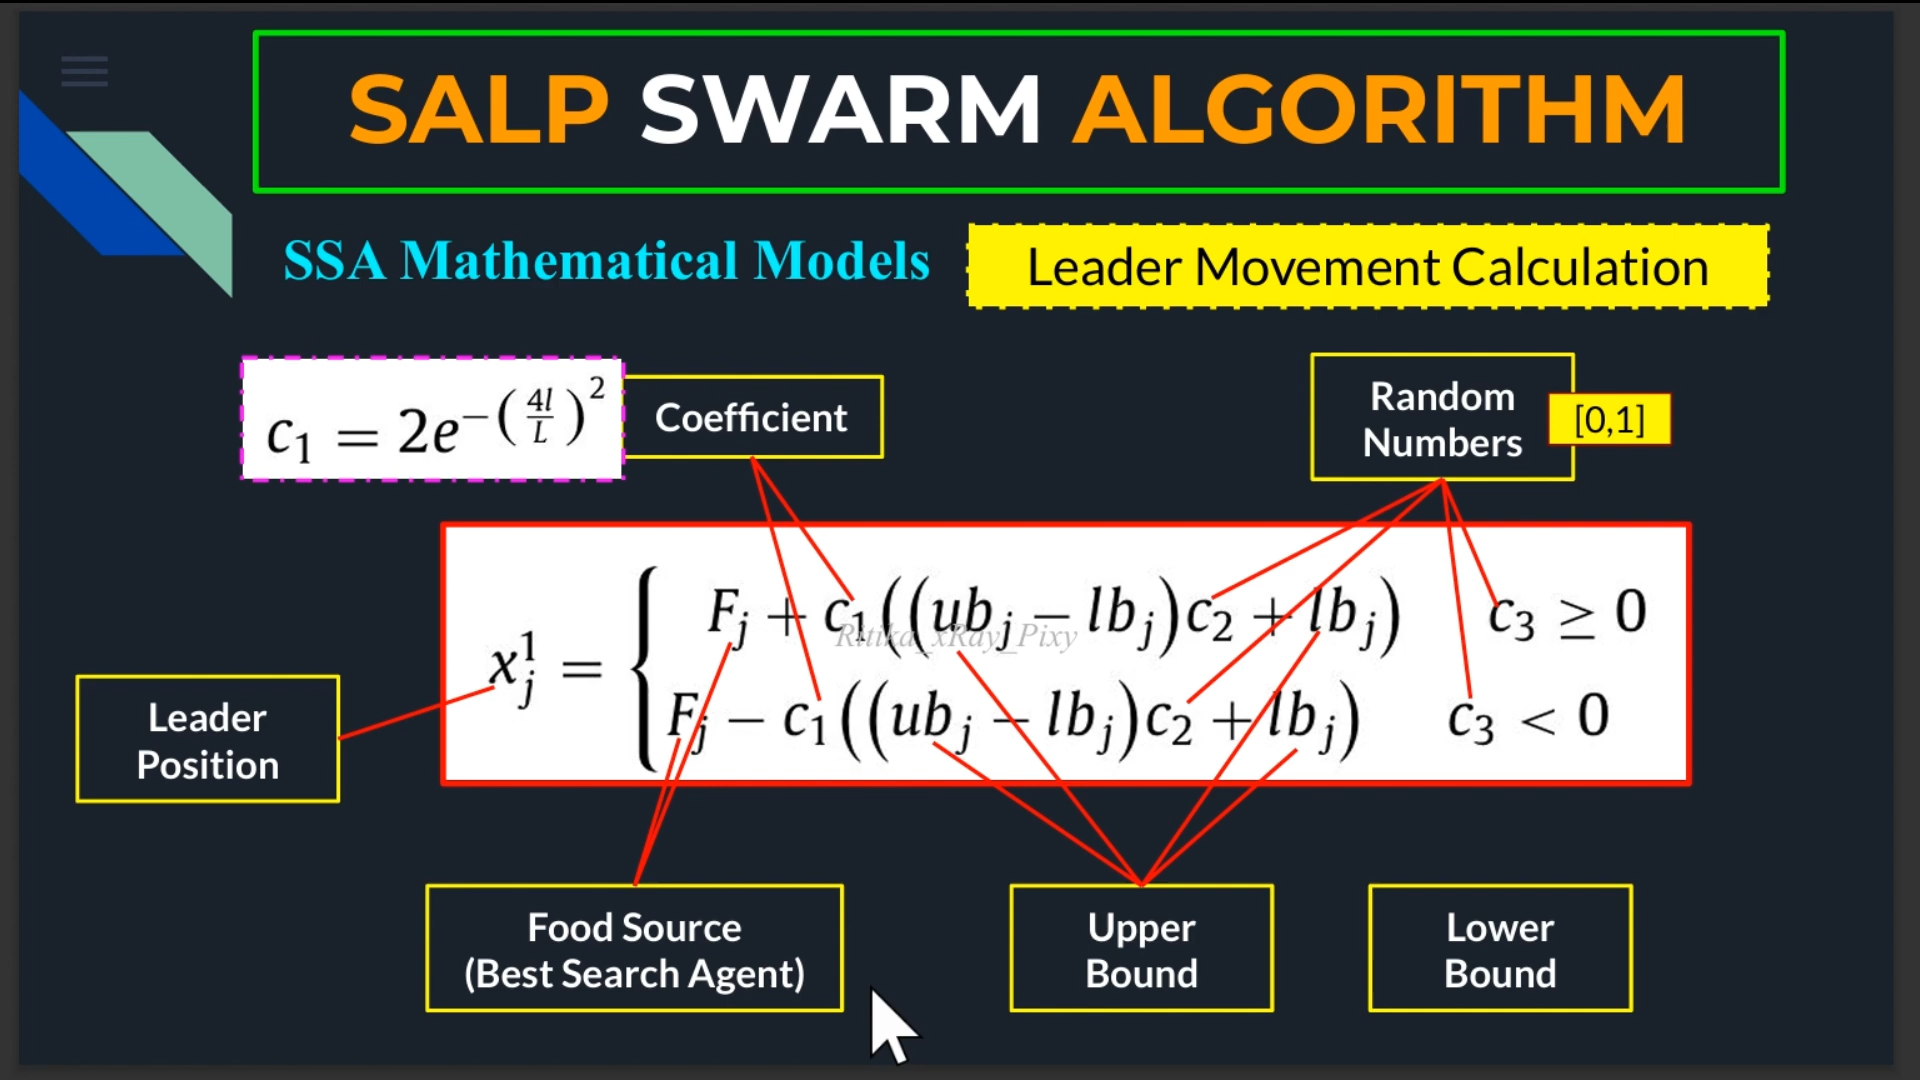 SALP SWARM ALGORITHM
SSA Mathematical Models
Leader Movement Calculation
c₁ = 2e^{-(4l/L)^2}
Coefficient
Random
Numbers
[0,1]
x_j^1 = { F_j + c₁((ub_j − lb_j)c₂ + lb_j) c₃ ≥ 0
F_j − c₁((ub_j − lb_j)c₂ + lb_j) c₃ < 0
Ritika_xRay_Pixy
Leader
Position
Food Source
(Best Search Agent)
Upper
Bound
Lower
Bound